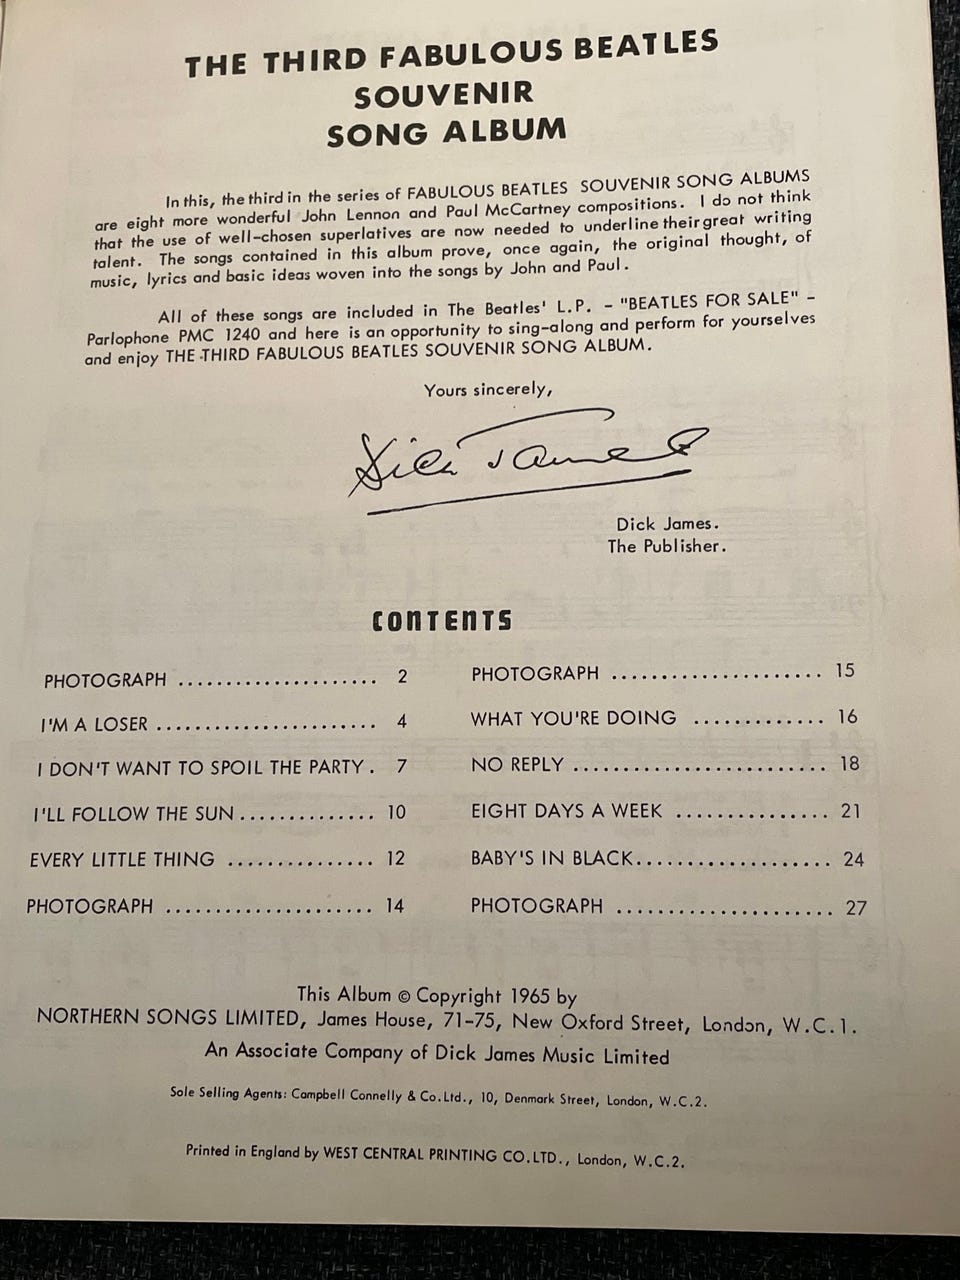 THE THIRD FABULOUS BEATLES
SOUVENIR
SONG ALBUM
In this, the third in the series of FABULOUS BEATLES SOUVENIR SONG ALBUMS
are eight more wonderful John Lennon and Paul McCartney compositions. I do not think
that the use of well-chosen superlatives are now needed to underline their great writing
talent. The songs contained in this album prove, once again, the original thought, of
music, lyrics and basic ideas woven into the songs by John and Paul.
All of these songs are included in The Beatles' L.P. - "BEATLES FOR SALE" -
Parlophone PMC 1240 and here is an opportunity to sing-along and perform for yourselves
and enjoy THE THIRD FABULOUS BEATLES SOUVENIR SONG ALBUM.
Yours sincerely,
Dick James
Dick James.
The Publisher.
CONTENTS
PHOTOGRAPH .................... 2
I'M A LOSER ...................... 4
I DON'T WANT TO SPOIL THE PARTY . 7
I'LL FOLLOW THE SUN .............. 10
EVERY LITTLE THING ............... 12
PHOTOGRAPH ..................... 14
PHOTOGRAPH ...................... 15
WHAT YOU'RE DOING ............. 16
NO REPLY .......................... 18
EIGHT DAYS A WEEK ................ 21
BABY'S IN BLACK.................... 24
PHOTOGRAPH ...................... 27
This Album © Copyright 1965 by
NORTHERN SONGS LIMITED, James House, 71-75, New Oxford Street, London, W.C.1.
An Associate Company of Dick James Music Limited
Sole Selling Agents: Campbell Connelly & Co.Ltd., 10, Denmark Street, London, W.C.2.
Printed in England by WEST CENTRAL PRINTING CO.LTD., London, W.C.2.